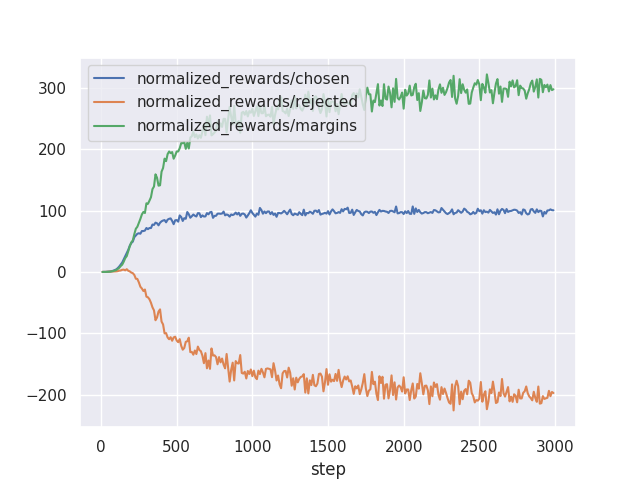 normalized_rewards/chosen
normalized_rewards/rejected
normalized_rewards/margins
300
200
100
0
−100
−200
0 500 1000 1500 2000 2500 3000
step